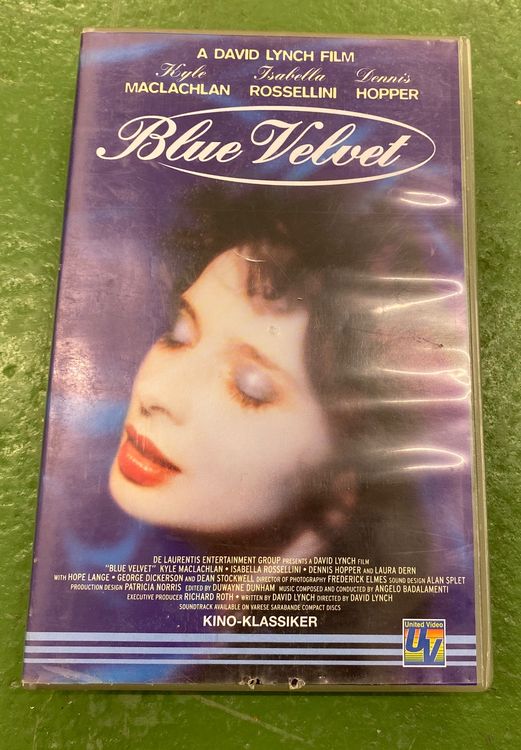 A DAVID LYNCH FILM
Kyle Isabella Dennis
MACLACHLAN ROSSELLINI HOPPER
Blue Velvet
DE LAURENTIS ENTERTAINMENT GROUP PRESENTS A DAVID LYNCH FILM
"BLUE VELVET" KYLE MACLACHLAN • ISABELLA ROSSELLINI • DENNIS HOPPER AND LAURA DERN
WITH HOPE LANGE • GEORGE DICKERSON AND DEAN STOCKWELL DIRECTOR OF PHOTOGRAPHY FREDERICK ELMES SOUND DESIGN ALAN SPLET
PRODUCTION DESIGN PATRICIA NORRIS EDITED BY DUWAYNE DUNHAM MUSIC COMPOSED AND CONDUCTED BY ANGELO BADALAMENTI
EXECUTIVE PRODUCER RICHARD ROTH • WRITTEN BY DAVID LYNCH DIRECTED BY DAVID LYNCH
SOUNDTRACK AVAILABLE ON VARESE SARABANDE COMPACT DISCS
KINO-KLASSIKER
United Video
UV